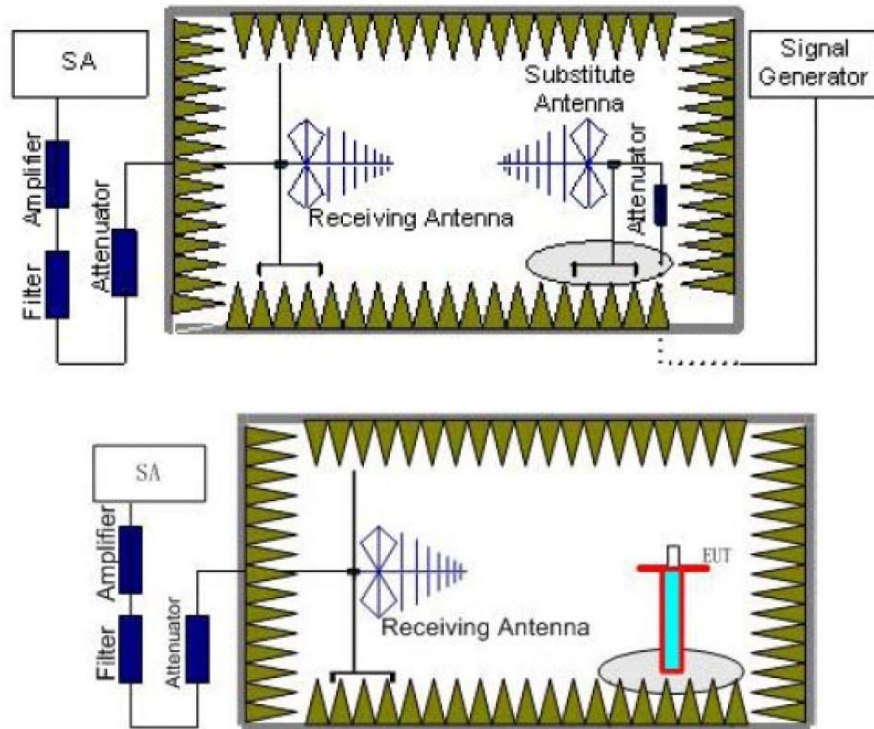 SA
Signal
Generator
Substitute
Antenna
Amplifier
Attenuator
Filter
Receiving Antenna
Attenuator
SA
Amplifier
EUT
Filter
Attenuator
Receiving Antenna